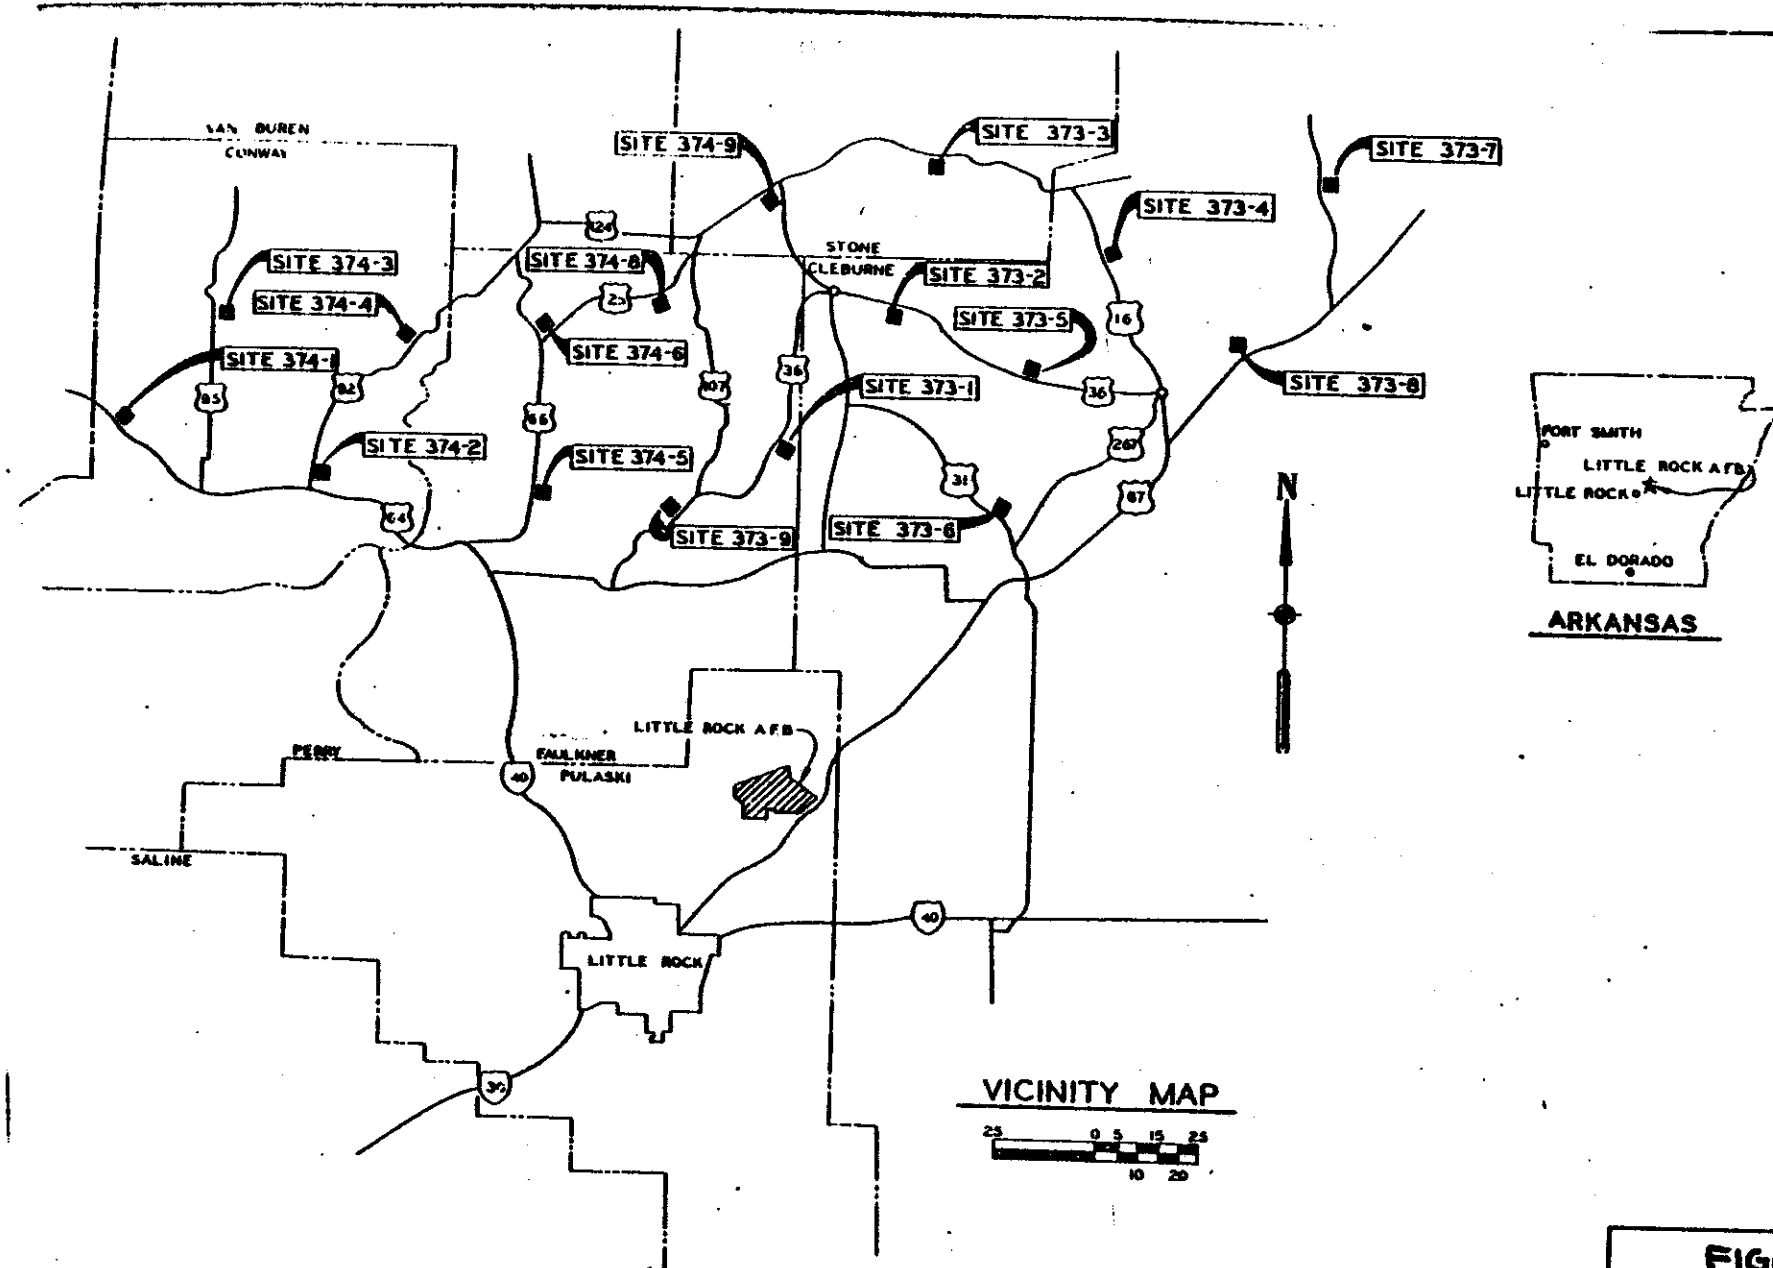 VAN BUREN
CONWAY
SITE 374-9
SITE 373-3
SITE 373-7
SITE 373-4
124
STONE
CLEBURNE
SITE 374-3
SITE 374-8
SITE 373-2
SITE 374-4
25
SITE 373-5
16
SITE 374-1
SITE 374-6
36
SITE 373-1
SITE 373-8
95
92
107
36
65
SITE 374-2
SITE 374-5
267
31
67
64
SITE 373-9
SITE 373-6
N
FORT SMITH
LITTLE ROCK A F B
LITTLE ROCK
EL DORADO
ARKANSAS
LITTLE ROCK A F B
PERRY
FAULKNER
PULASKI
40
SALINE
40
LITTLE ROCK
30
VICINITY MAP
25 0 5 15 25
10 20